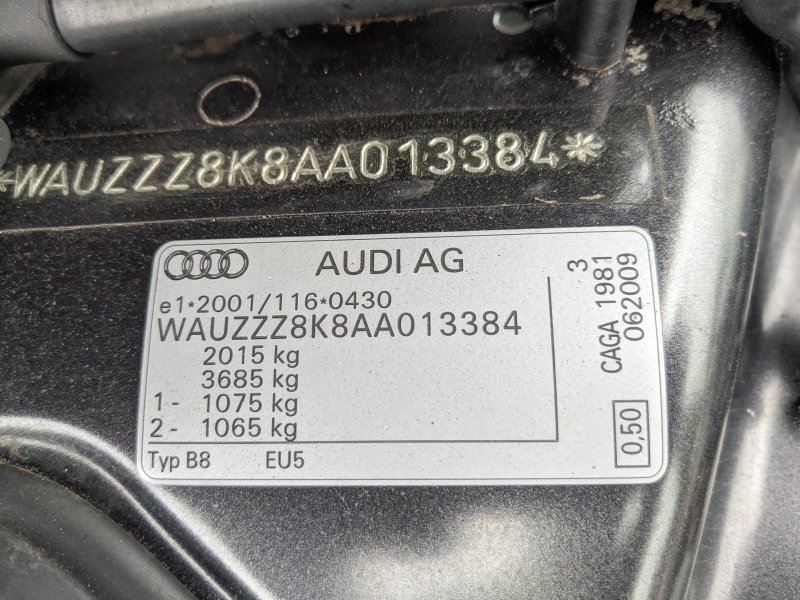 *WAUZZZ8K8AA013384*
AUDI AG
e1*2001/116*0430
WAUZZZ8K8AA013384
2015 kg
3685 kg
1 - 1075 kg
2 - 1065 kg
Typ B8 EU5
3
CAGA 1981
062009
0,50